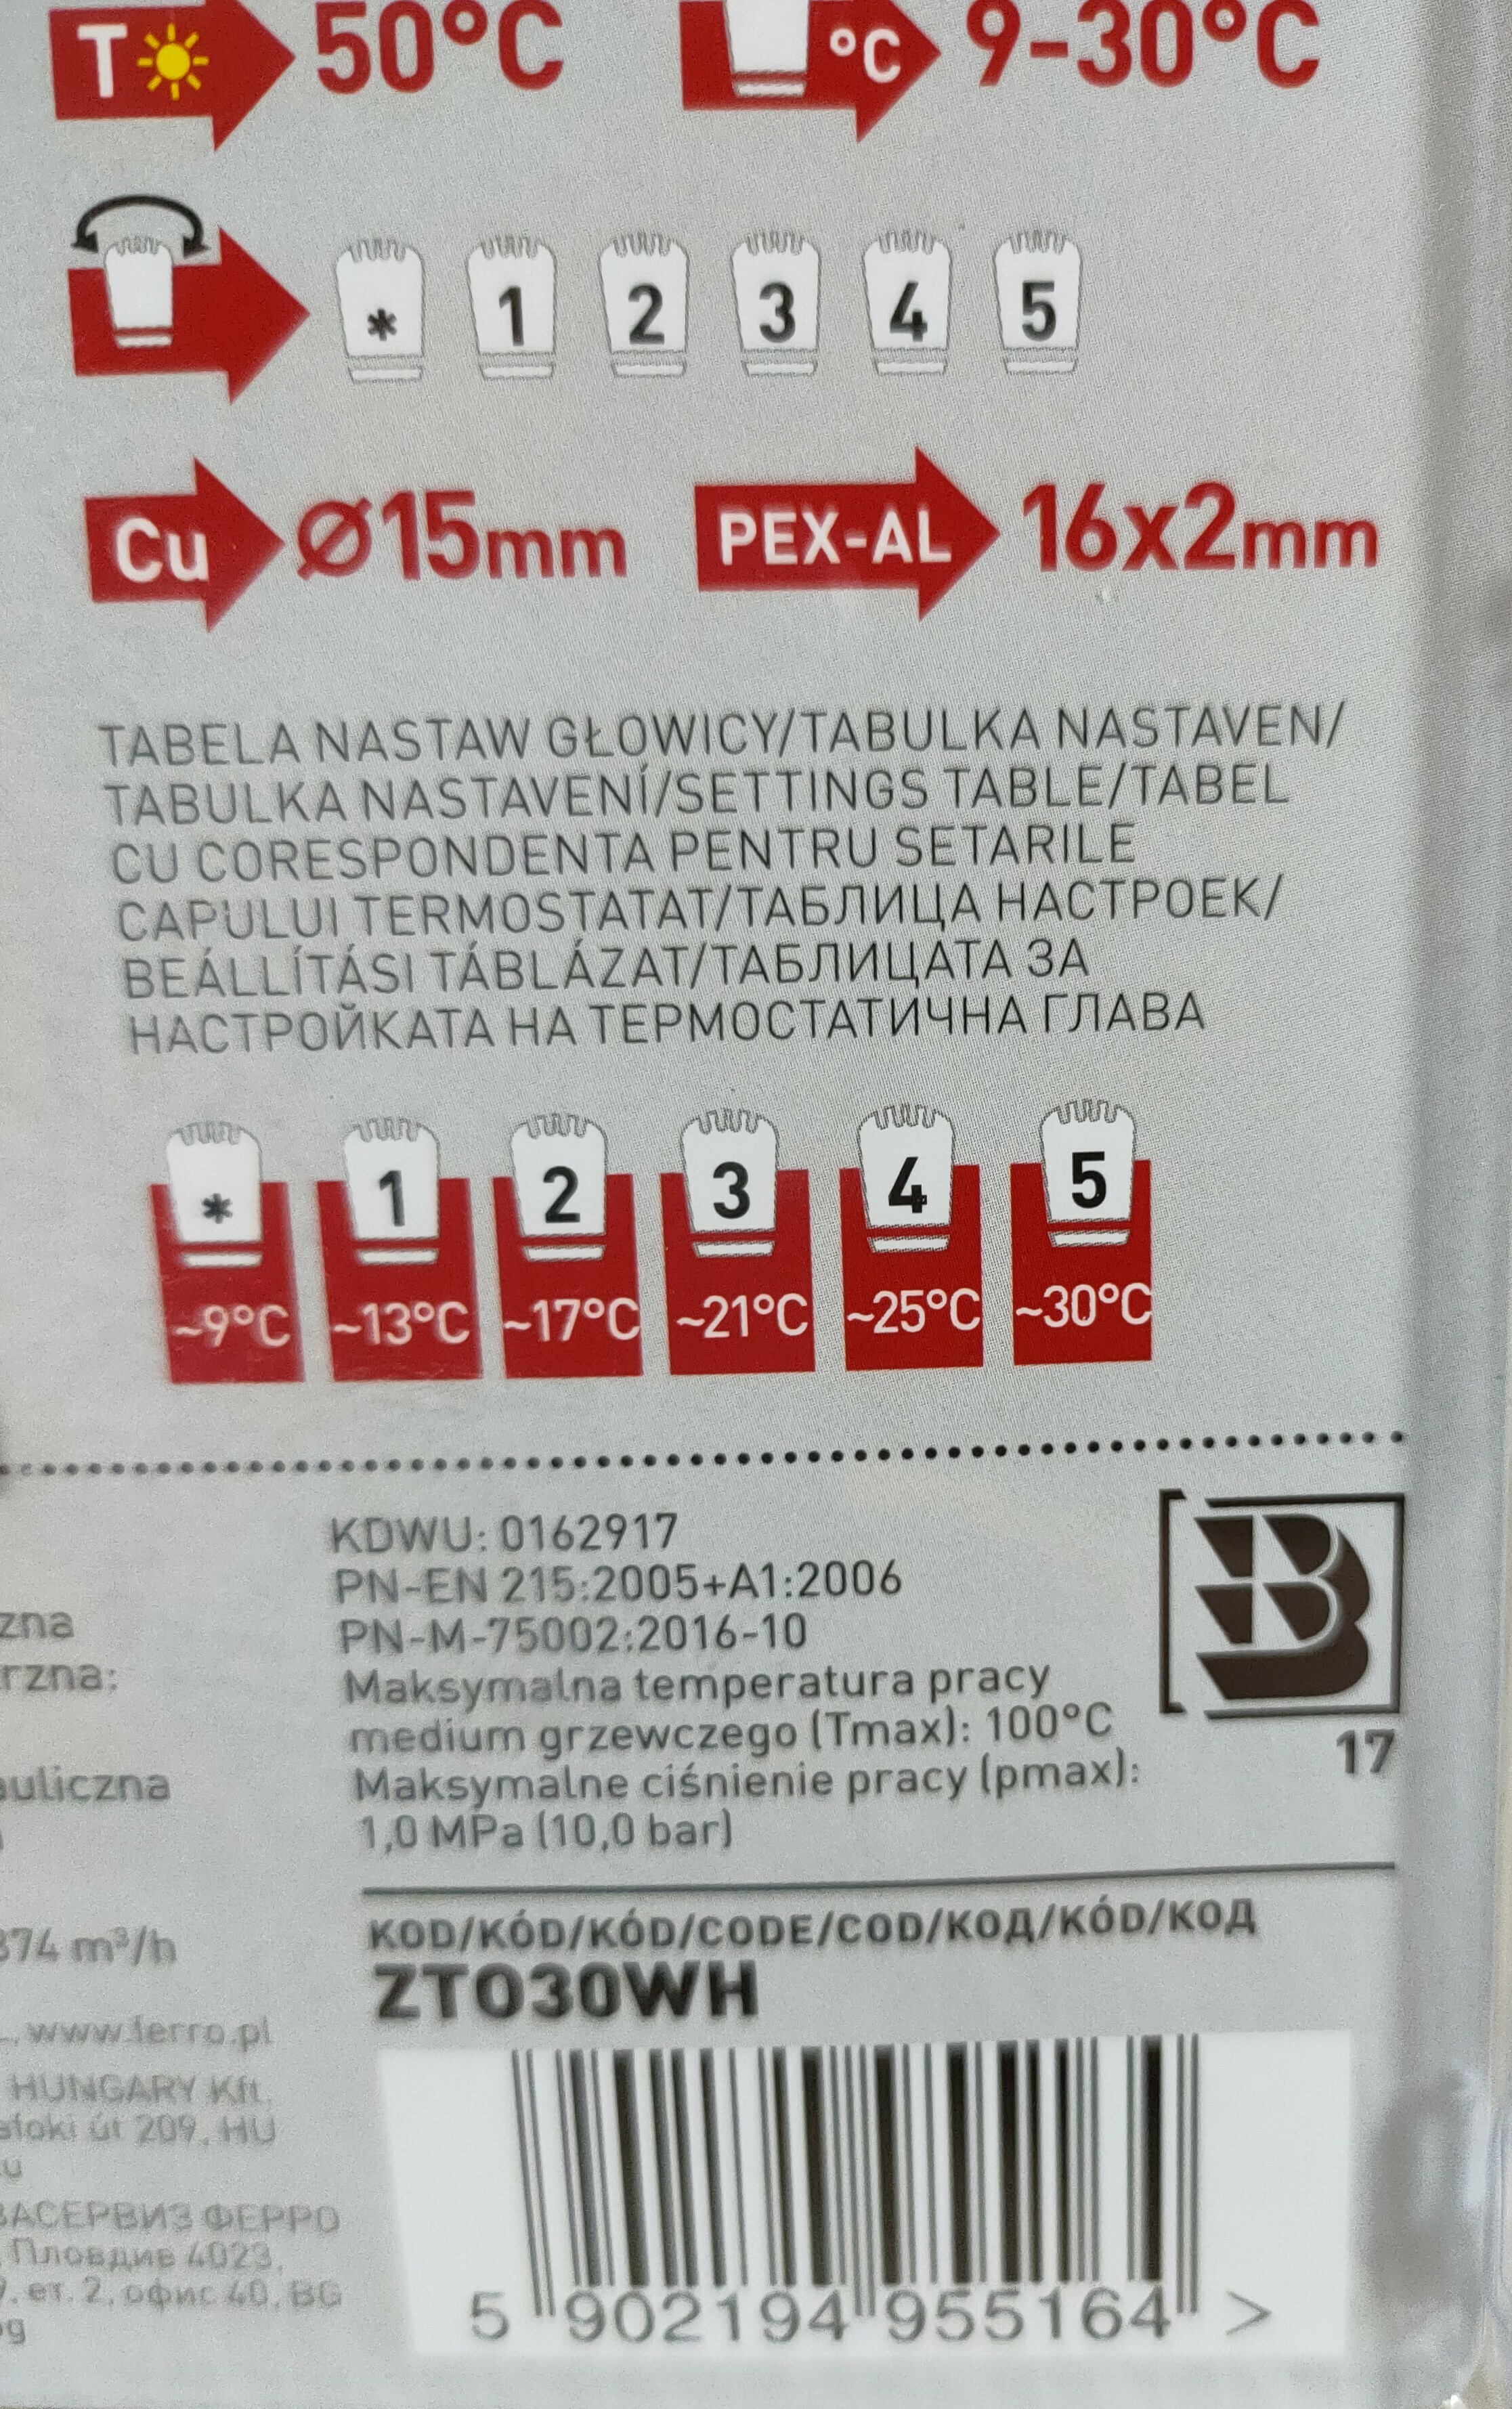 T 50°C °C 9-30°C
* 1 2 3 4 5
Cu Ø15mm PEX-AL 16x2mm
TABELA NASTAW GŁOWICY/TABULKA NASTAVEN/
TABULKA NASTAVENÍ/SETTINGS TABLE/TABEL
CU CORESPONDENTA PENTRU SETARILE
CAPULUI TERMOSTATAT/ТАБЛИЦА НАСТРОЕК/
BEÁLLÍTÁSI TÁBLÁZAT/ТАБЛИЦАТА ЗА
НАСТРОЙКАТА НА ТЕРМОСТАТИЧНА ГЛАВА
* 1 2 3 4 5
~9°C ~13°C ~17°C ~21°C ~25°C ~30°C
KDWU: 0162917
PN-EN 215:2005+A1:2006
PN-M-75002:2016-10
Maksymalna temperatura pracy
medium grzewczego (Tmax): 100°C
Maksymalne ciśnienie pracy (pmax):
1,0 MPa (10,0 bar)
B
17
zna
rzna:
auliczna
874 m³/h
www.ferro.pl
HUNGARY Kft.
út 209, HU
ФЕРРО
Пловдив 4023,
ет. 2, офис 40, BG
KOD/KÓD/KÓD/CODE/COD/КОД/KÓD/КОД
ZTO30WH
5 902194 955164 >